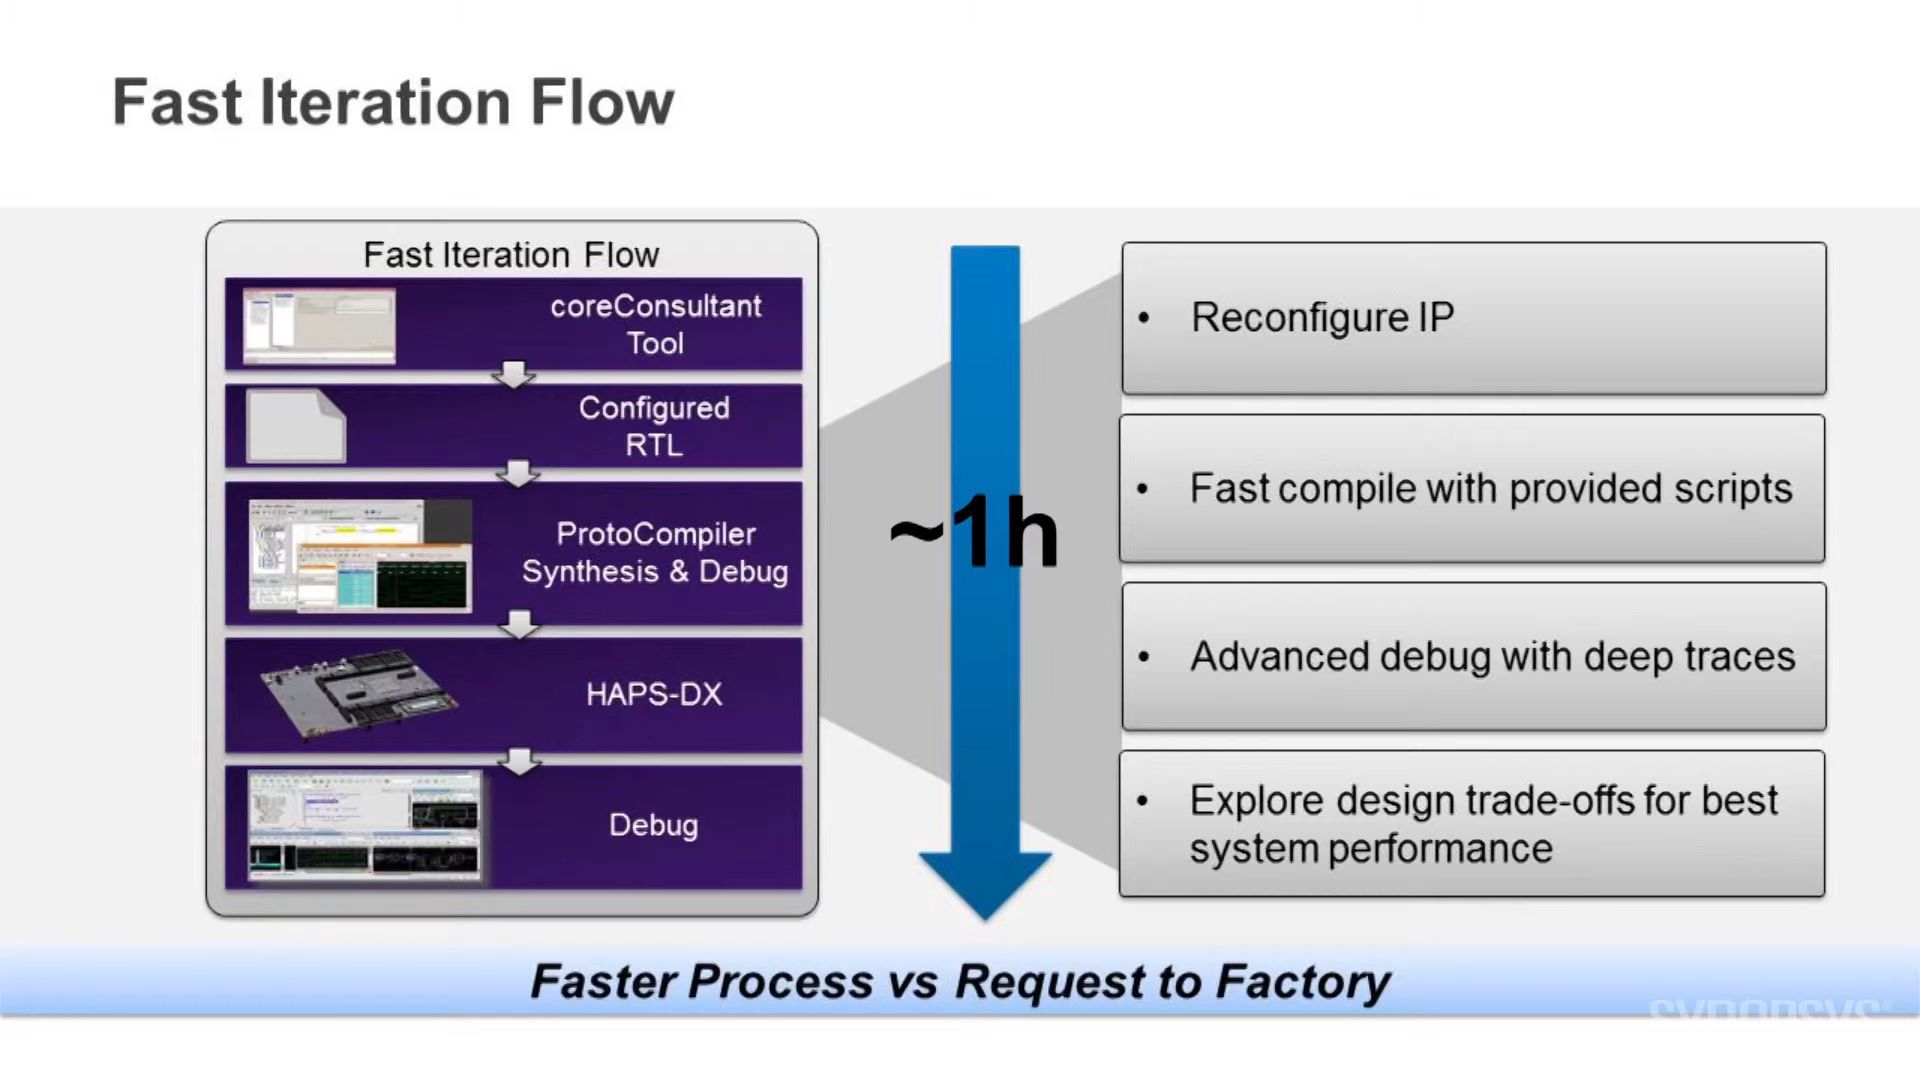 Fast Iteration Flow
Fast Iteration Flow
coreConsultant
Tool
Configured
RTL
ProtoCompiler
Synthesis & Debug
HAPS-DX
Debug
~1h
• Reconfigure IP
• Fast compile with provided scripts
• Advanced debug with deep traces
• Explore design trade-offs for best
system performance
Faster Process vs Request to Factory
SYNOPSYS®